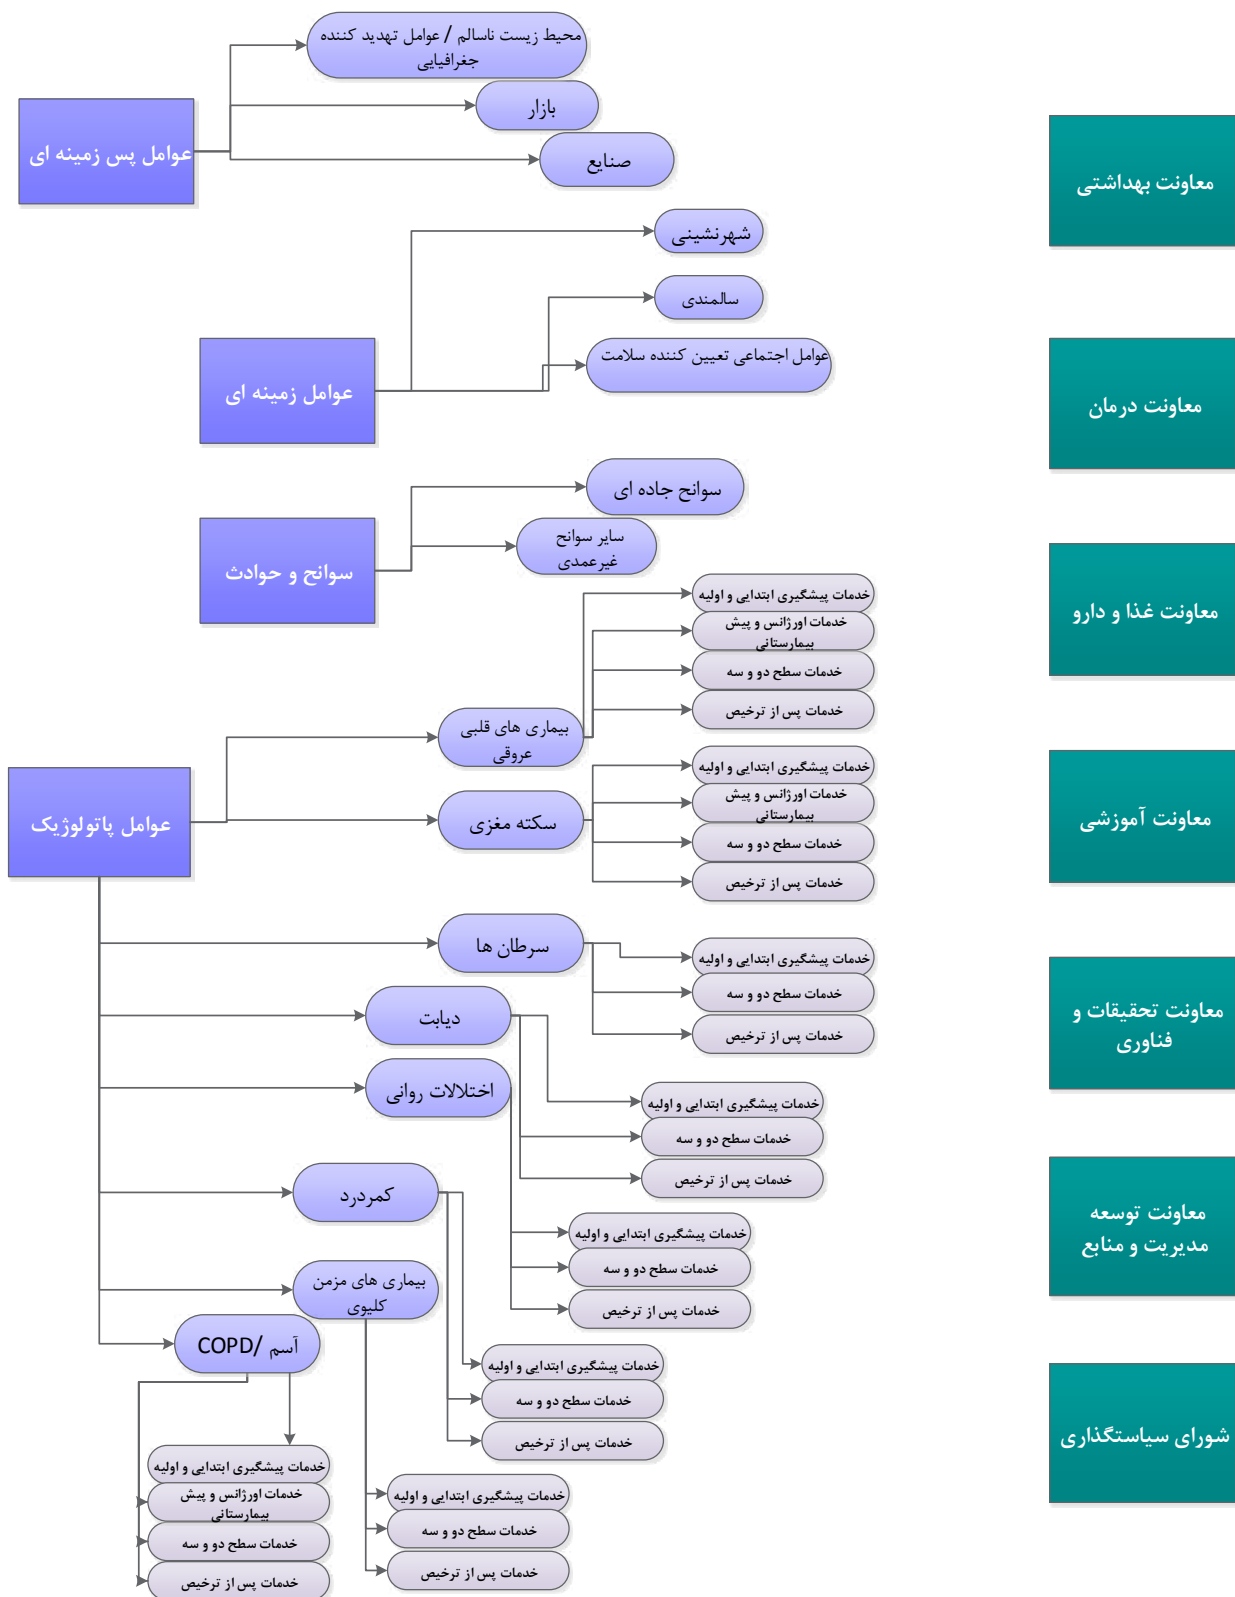 محیط زیست ناسالم / عوامل تهدید کننده
جغرافیایی
بازار
صنایع
عوامل پس زمینه ای
شهرنشینی
سالمندی
عوامل اجتماعی تعیین کننده سلامت
عوامل زمینه ای
سوانح جاده ای
سایر سوانح
غیرعمدی
سوانح و حوادث
خدمات پیشگیری ابتدایی و اولیه
خدمات اورژانس و پیش
بیمارستانی
خدمات سطح دو و سه
خدمات پس از ترخیص
بیماری های قلبی
عروقی
خدمات پیشگیری ابتدایی و اولیه
خدمات اورژانس و پیش
بیمارستانی
خدمات سطح دو و سه
خدمات پس از ترخیص
سکته مغزی
عوامل پاتولوژیک
سرطان ها
خدمات پیشگیری ابتدایی و اولیه
خدمات سطح دو و سه
خدمات پس از ترخیص
دیابت
اختلالات روانی
خدمات پیشگیری ابتدایی و اولیه
خدمات سطح دو و سه
خدمات پس از ترخیص
کمردرد
خدمات پیشگیری ابتدایی و اولیه
خدمات سطح دو و سه
خدمات پس از ترخیص
بیماری های مزمن
کلیوی
آسم /COPD
خدمات پیشگیری ابتدایی و اولیه
خدمات سطح دو و سه
خدمات پس از ترخیص
خدمات پیشگیری ابتدایی و اولیه
خدمات اورژانس و پیش
بیمارستانی
خدمات سطح دو و سه
خدمات پس از ترخیص
خدمات پیشگیری ابتدایی و اولیه
خدمات سطح دو و سه
خدمات پس از ترخیص
معاونت بهداشتی
معاونت درمان
معاونت غذا و دارو
معاونت آموزشی
معاونت تحقیقات و
فناوری
معاونت توسعه
مدیریت و منابع
شورای سیاستگذاری